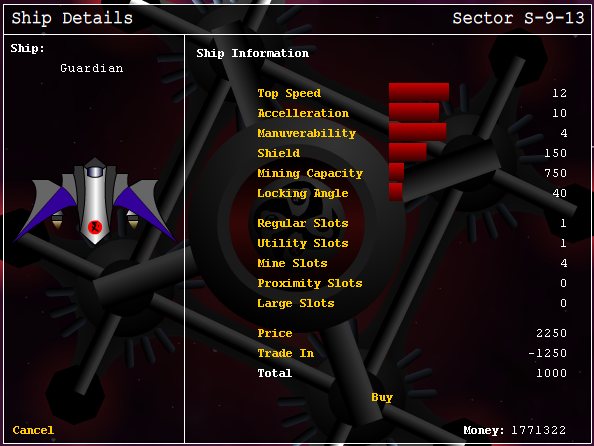 Ship Details
Sector S-9-13
Ship:
Guardian
Ship Information
Top Speed 12
Accelleration 10
Manuverability 4
Shield 150
Mining Capacity 750
Locking Angle 40
Regular Slots 1
Utility Slots 1
Mine Slots 4
Proximity Slots 0
Large Slots 0
Price 2250
Trade In -1250
Total 1000
Buy
Cancel
Money: 1771322